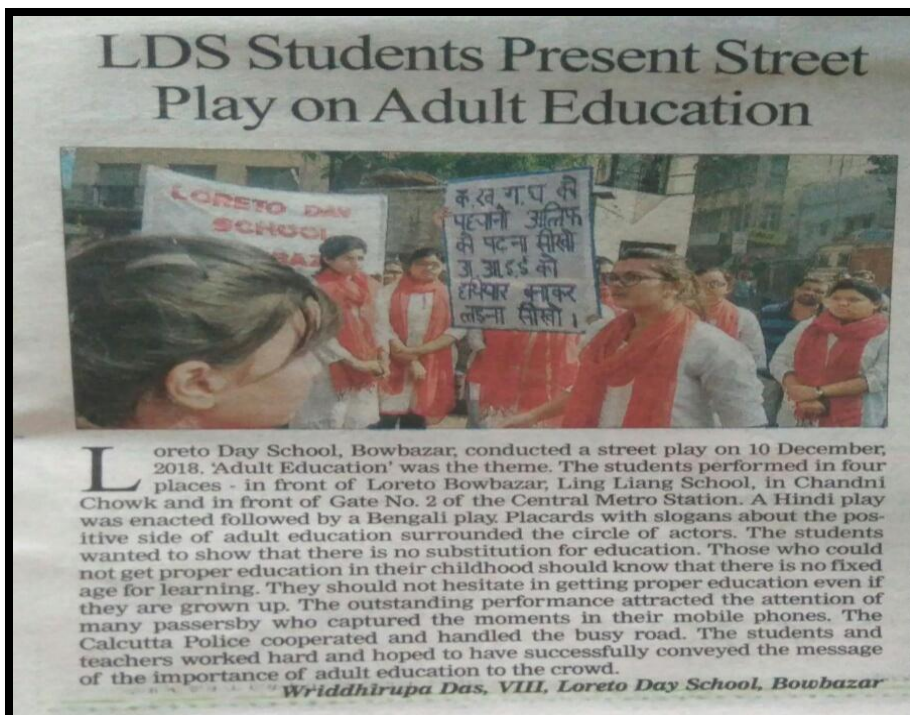 LDS Students Present Street
Play on Adult Education
LORETO DAY
SCHOOL
BAZ
क.ख.ग.घ को
पहचानो अलिफ
को पढना सीखो
अ आ इ ई को
हथियार बनाकर
लड़ना सीखो।
Loreto Day School, Bowbazar, conducted a street play on 10 December,
2018. 'Adult Education' was the theme. The students performed in four
places - in front of Loreto Bowbazar, Ling Liang School, in Chandni
Chowk and in front of Gate No. 2 of the Central Metro Station. A Hindi play
was enacted followed by a Bengali play. Placards with slogans about the pos-
itive side of adult education surrounded the circle of actors. The students
wanted to show that there is no substitution for education. Those who could
not get proper education in their childhood should know that there is no fixed
age for learning. They should not hesitate in getting proper education even if
they are grown up. The outstanding performance attracted the attention of
many passersby who captured the moments in their mobile phones. The
Calcutta Police cooperated and handled the busy road. The students and
teachers worked hard and hoped to have successfully conveyed the message
of the importance of adult education to the crowd.
Wriddhirupa Das, VIII, Loreto Day School, Bowbazar